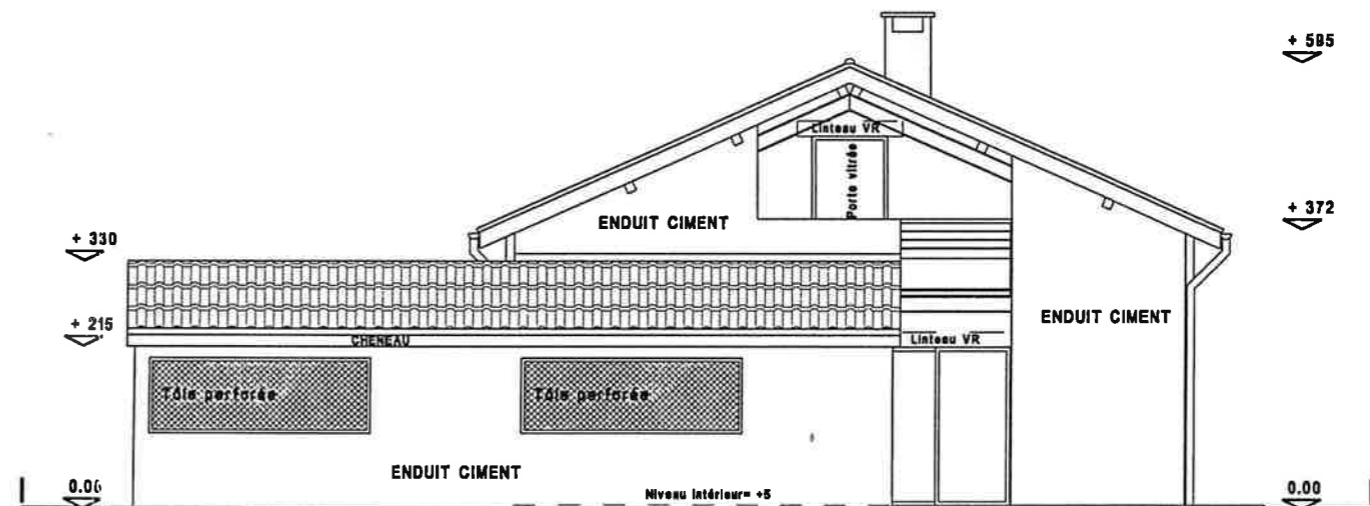 + 595
Linteau VR
Porte vitrée
ENDUIT CIMENT
+ 372
+ 330
ENDUIT CIMENT
+ 215
CHENEAU
Linteau VR
Tôle perforée
Tôle perforée
ENDUIT CIMENT
0.00
Niveau intérieur= +5
0.00